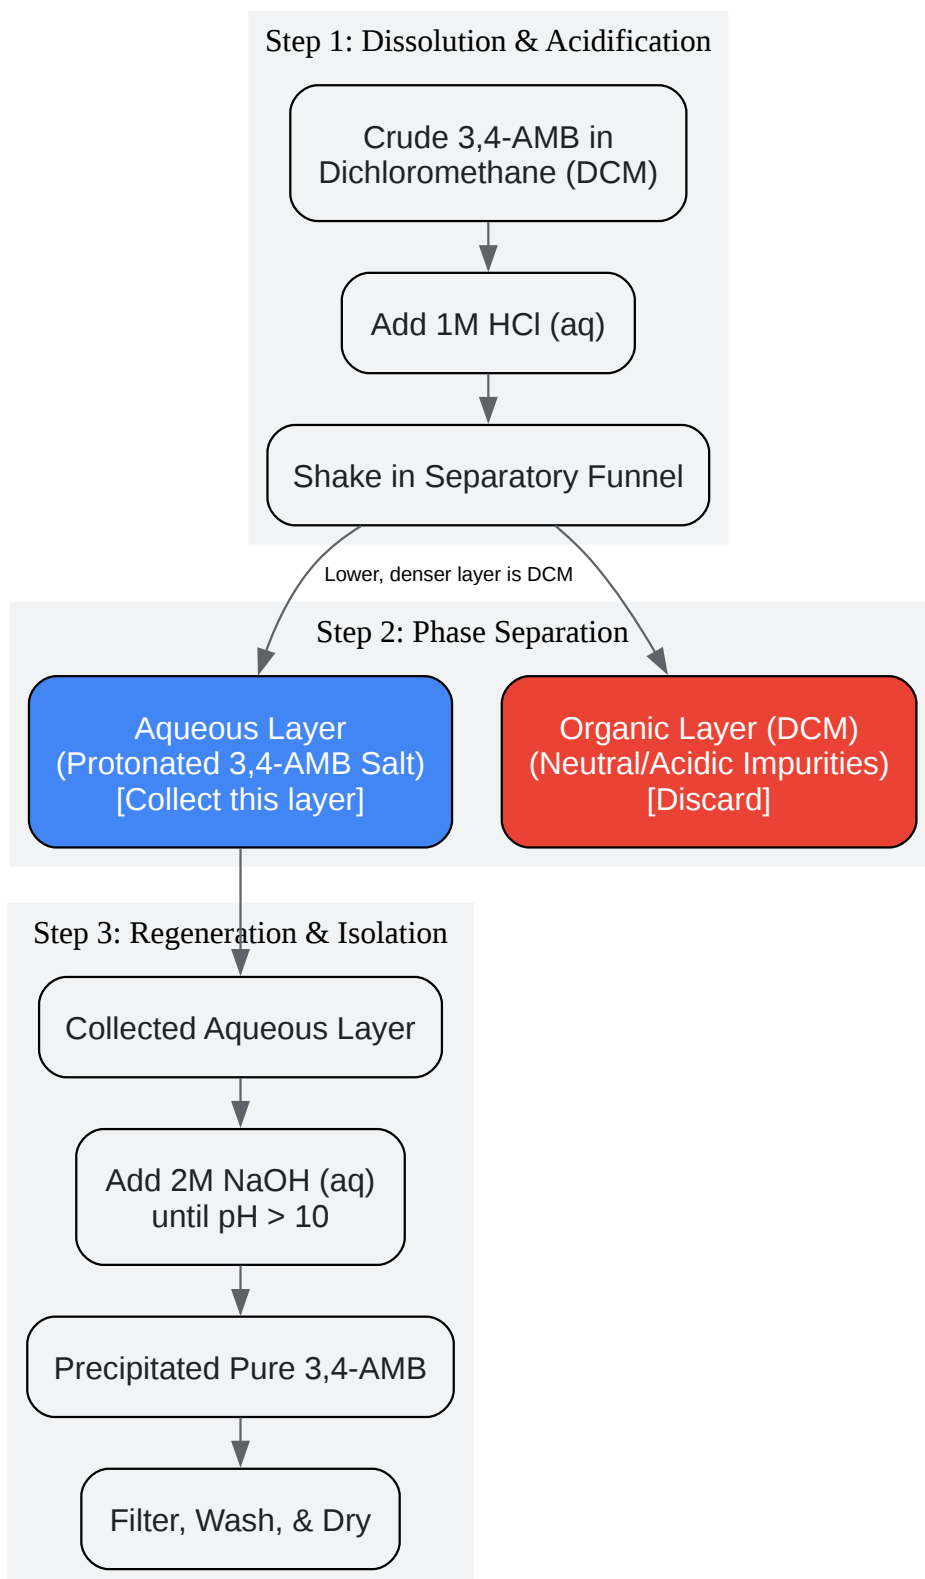 Step 1: Dissolution & Acidification
Crude 3,4-AMB in
Dichloromethane (DCM)
Add 1M HCl (aq)
Shake in Separatory Funnel
Lower, denser layer is DCM
Step 2: Phase Separation
Aqueous Layer
(Protonated 3,4-AMB Salt)
[Collect this layer]
Organic Layer (DCM)
(Neutral/Acidic Impurities)
[Discard]
Step 3: Regeneration & Isolation
Collected Aqueous Layer
Add 2M NaOH (aq)
until pH > 10
Precipitated Pure 3,4-AMB
Filter, Wash, & Dry